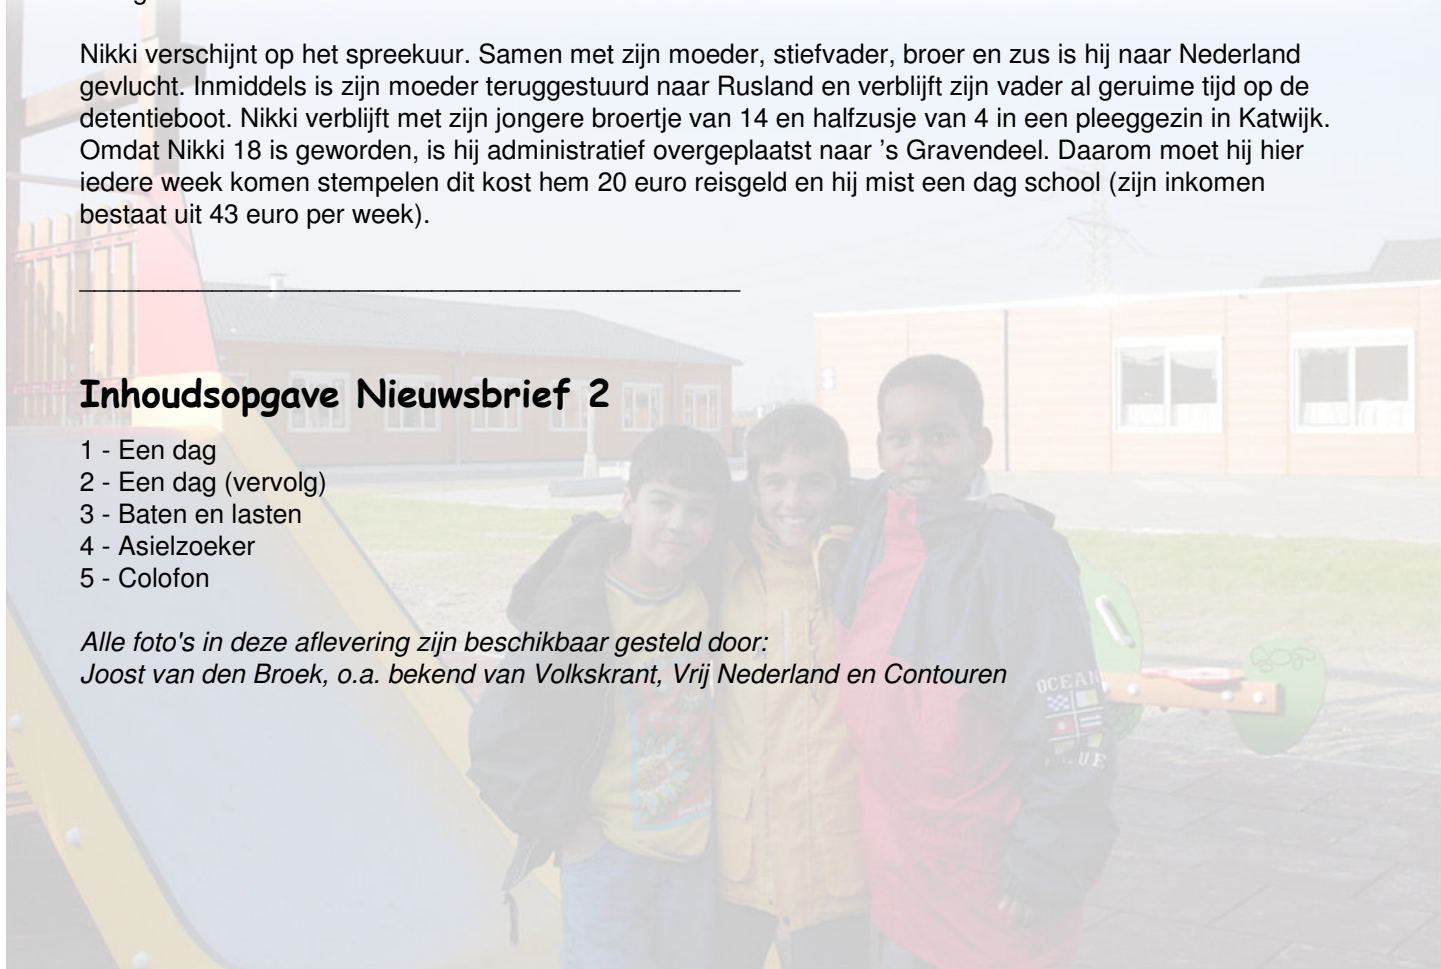 Nikki verschijnt op het spreekuur. Samen met zijn moeder, stiefvader, broer en zus is hij naar Nederland
gevlucht. Inmiddels is zijn moeder teruggestuurd naar Rusland en verblijft zijn vader al geruime tijd op de
detentieboot. Nikki verblijft met zijn jongere broertje van 14 en halfzusje van 4 in een pleeggezin in Katwijk.
Omdat Nikki 18 is geworden, is hij administratief overgeplaatst naar ’s Gravendeel. Daarom moet hij hier
iedere week komen stempelen dit kost hem 20 euro reisgeld en hij mist een dag school (zijn inkomen
bestaat uit 43 euro per week).
Inhoudsopgave Nieuwsbrief 2
1 - Een dag
2 - Een dag (vervolg)
3 - Baten en lasten
4 - Asielzoeker
5 - Colofon
Alle foto's in deze aflevering zijn beschikbaar gesteld door:
Joost van den Broek, o.a. bekend van Volkskrant, Vrij Nederland en Contouren
OCEAN